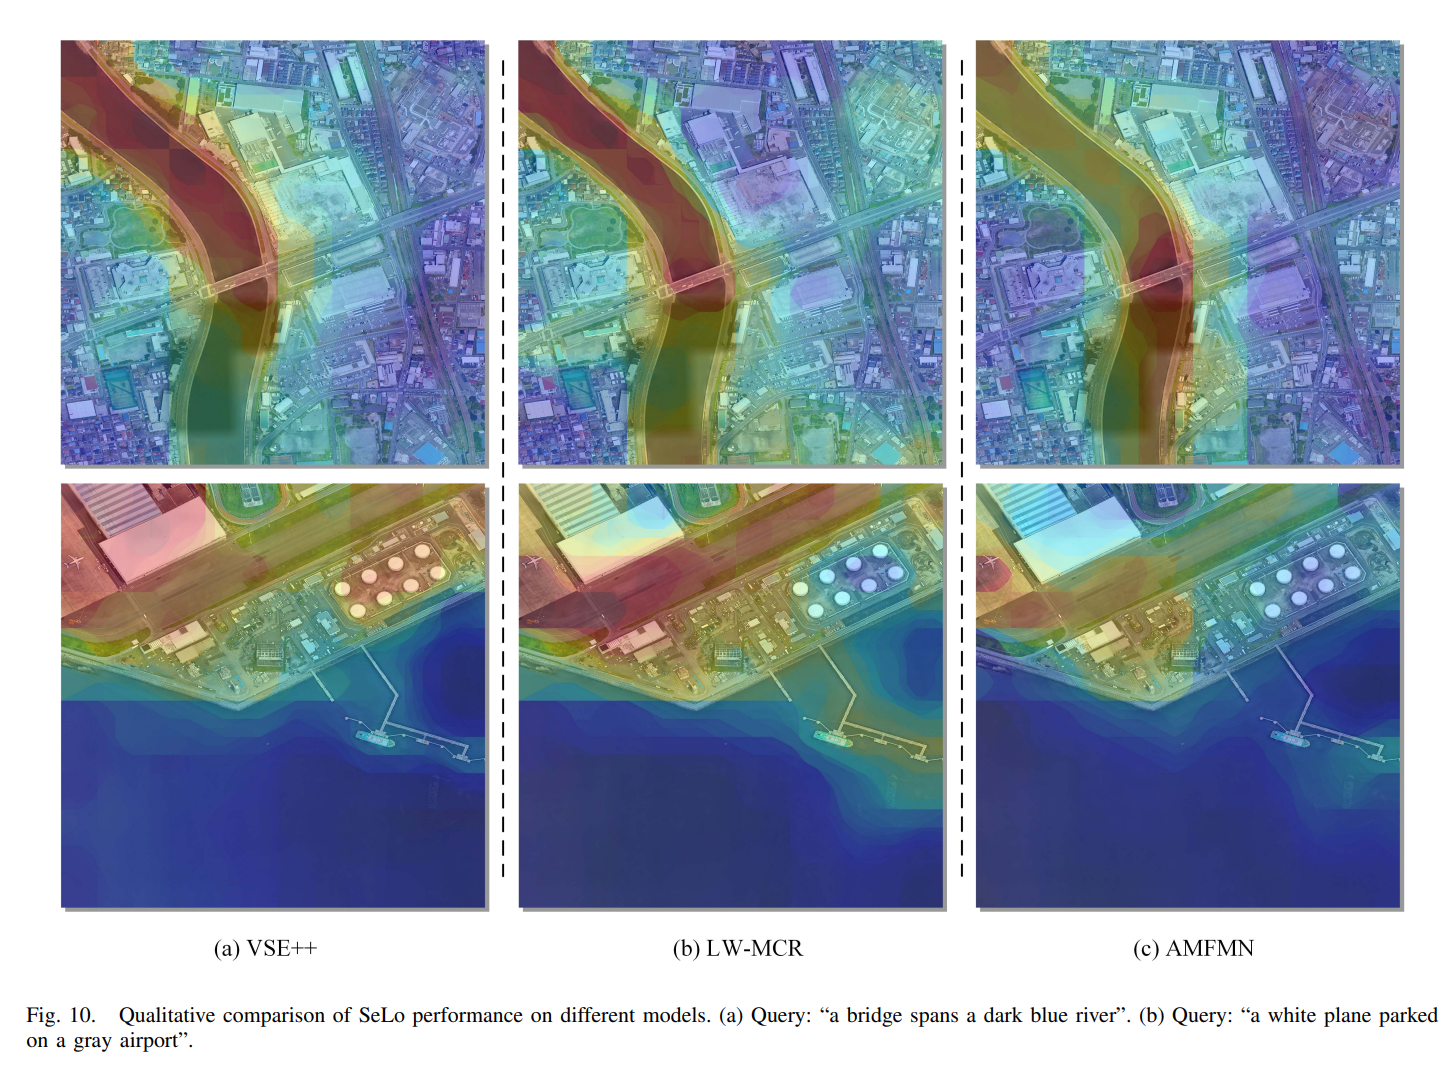 (a) VSE++
(b) LW-MCR
(c) AMFMN
Fig. 10. Qualitative comparison of SeLo performance on different models. (a) Query: “a bridge spans a dark blue river”. (b) Query: “a white plane parked
on a gray airport”.